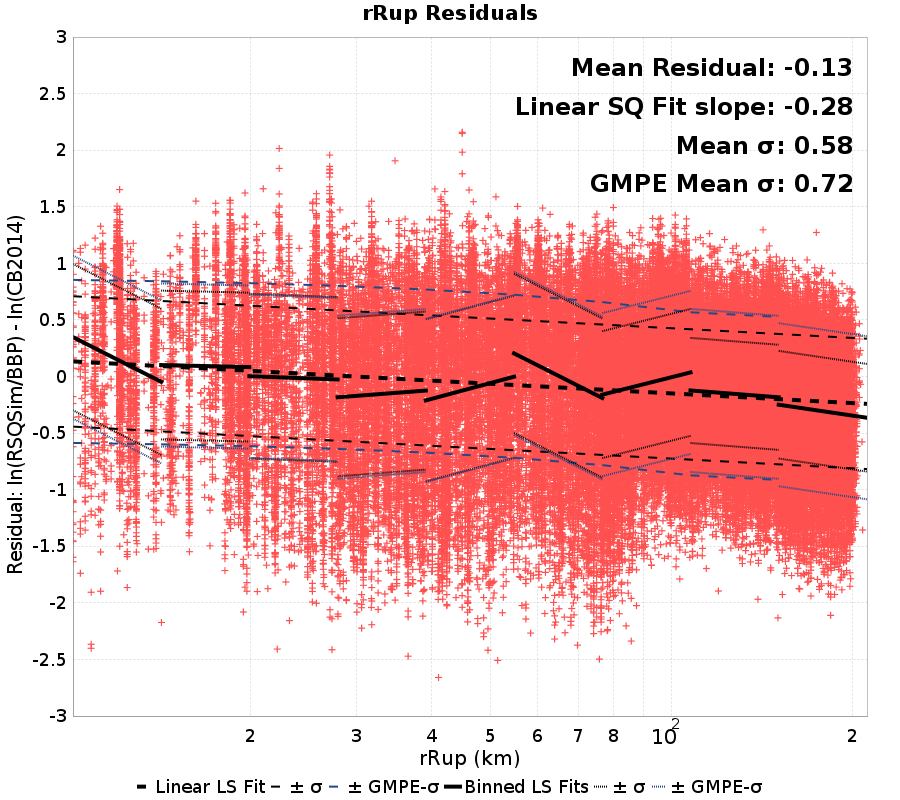 rRup Residuals
Mean Residual: -0.13
Linear SQ Fit slope: -0.28
Mean σ: 0.58
GMPE Mean σ: 0.72
Residual: ln(RSQSim/BBP) - ln(CB2014)
3
2.5
2
1.5
1
0.5
0
-0.5
-1
-1.5
-2
-2.5
-3
2 3 4 5 6 7 8 10² 2
rRup (km)
Linear LS Fit ± σ ± GMPE-σ Binned LS Fits ± σ ± GMPE-σ